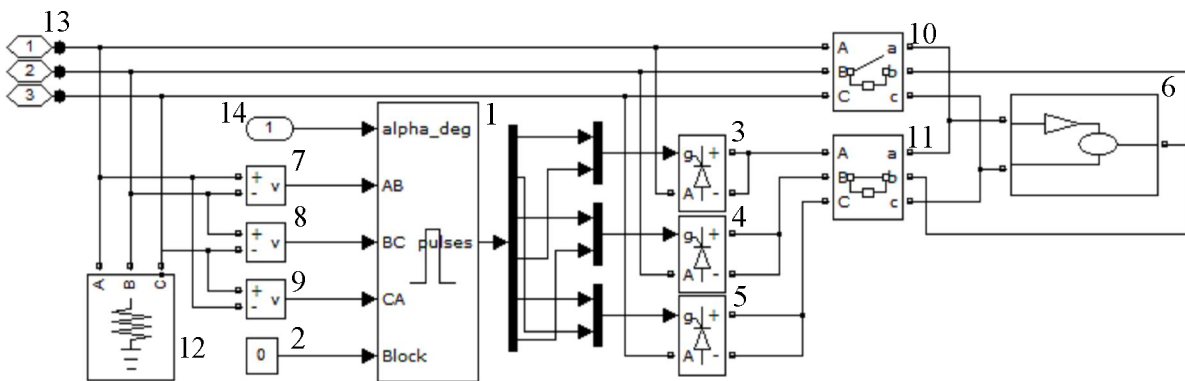 13
1
2
3
14
1
alpha_deg
1
7
+
-
v
AB
8
+
-
v
BC
pulses
9
+
-
v
CA
2
0
Block
A
B
C
12
3
g
+
A
-
4
g
+
A
-
5
g
+
A
-
10
A
a
B
b
C
c
11
A
a
B
b
C
c
6